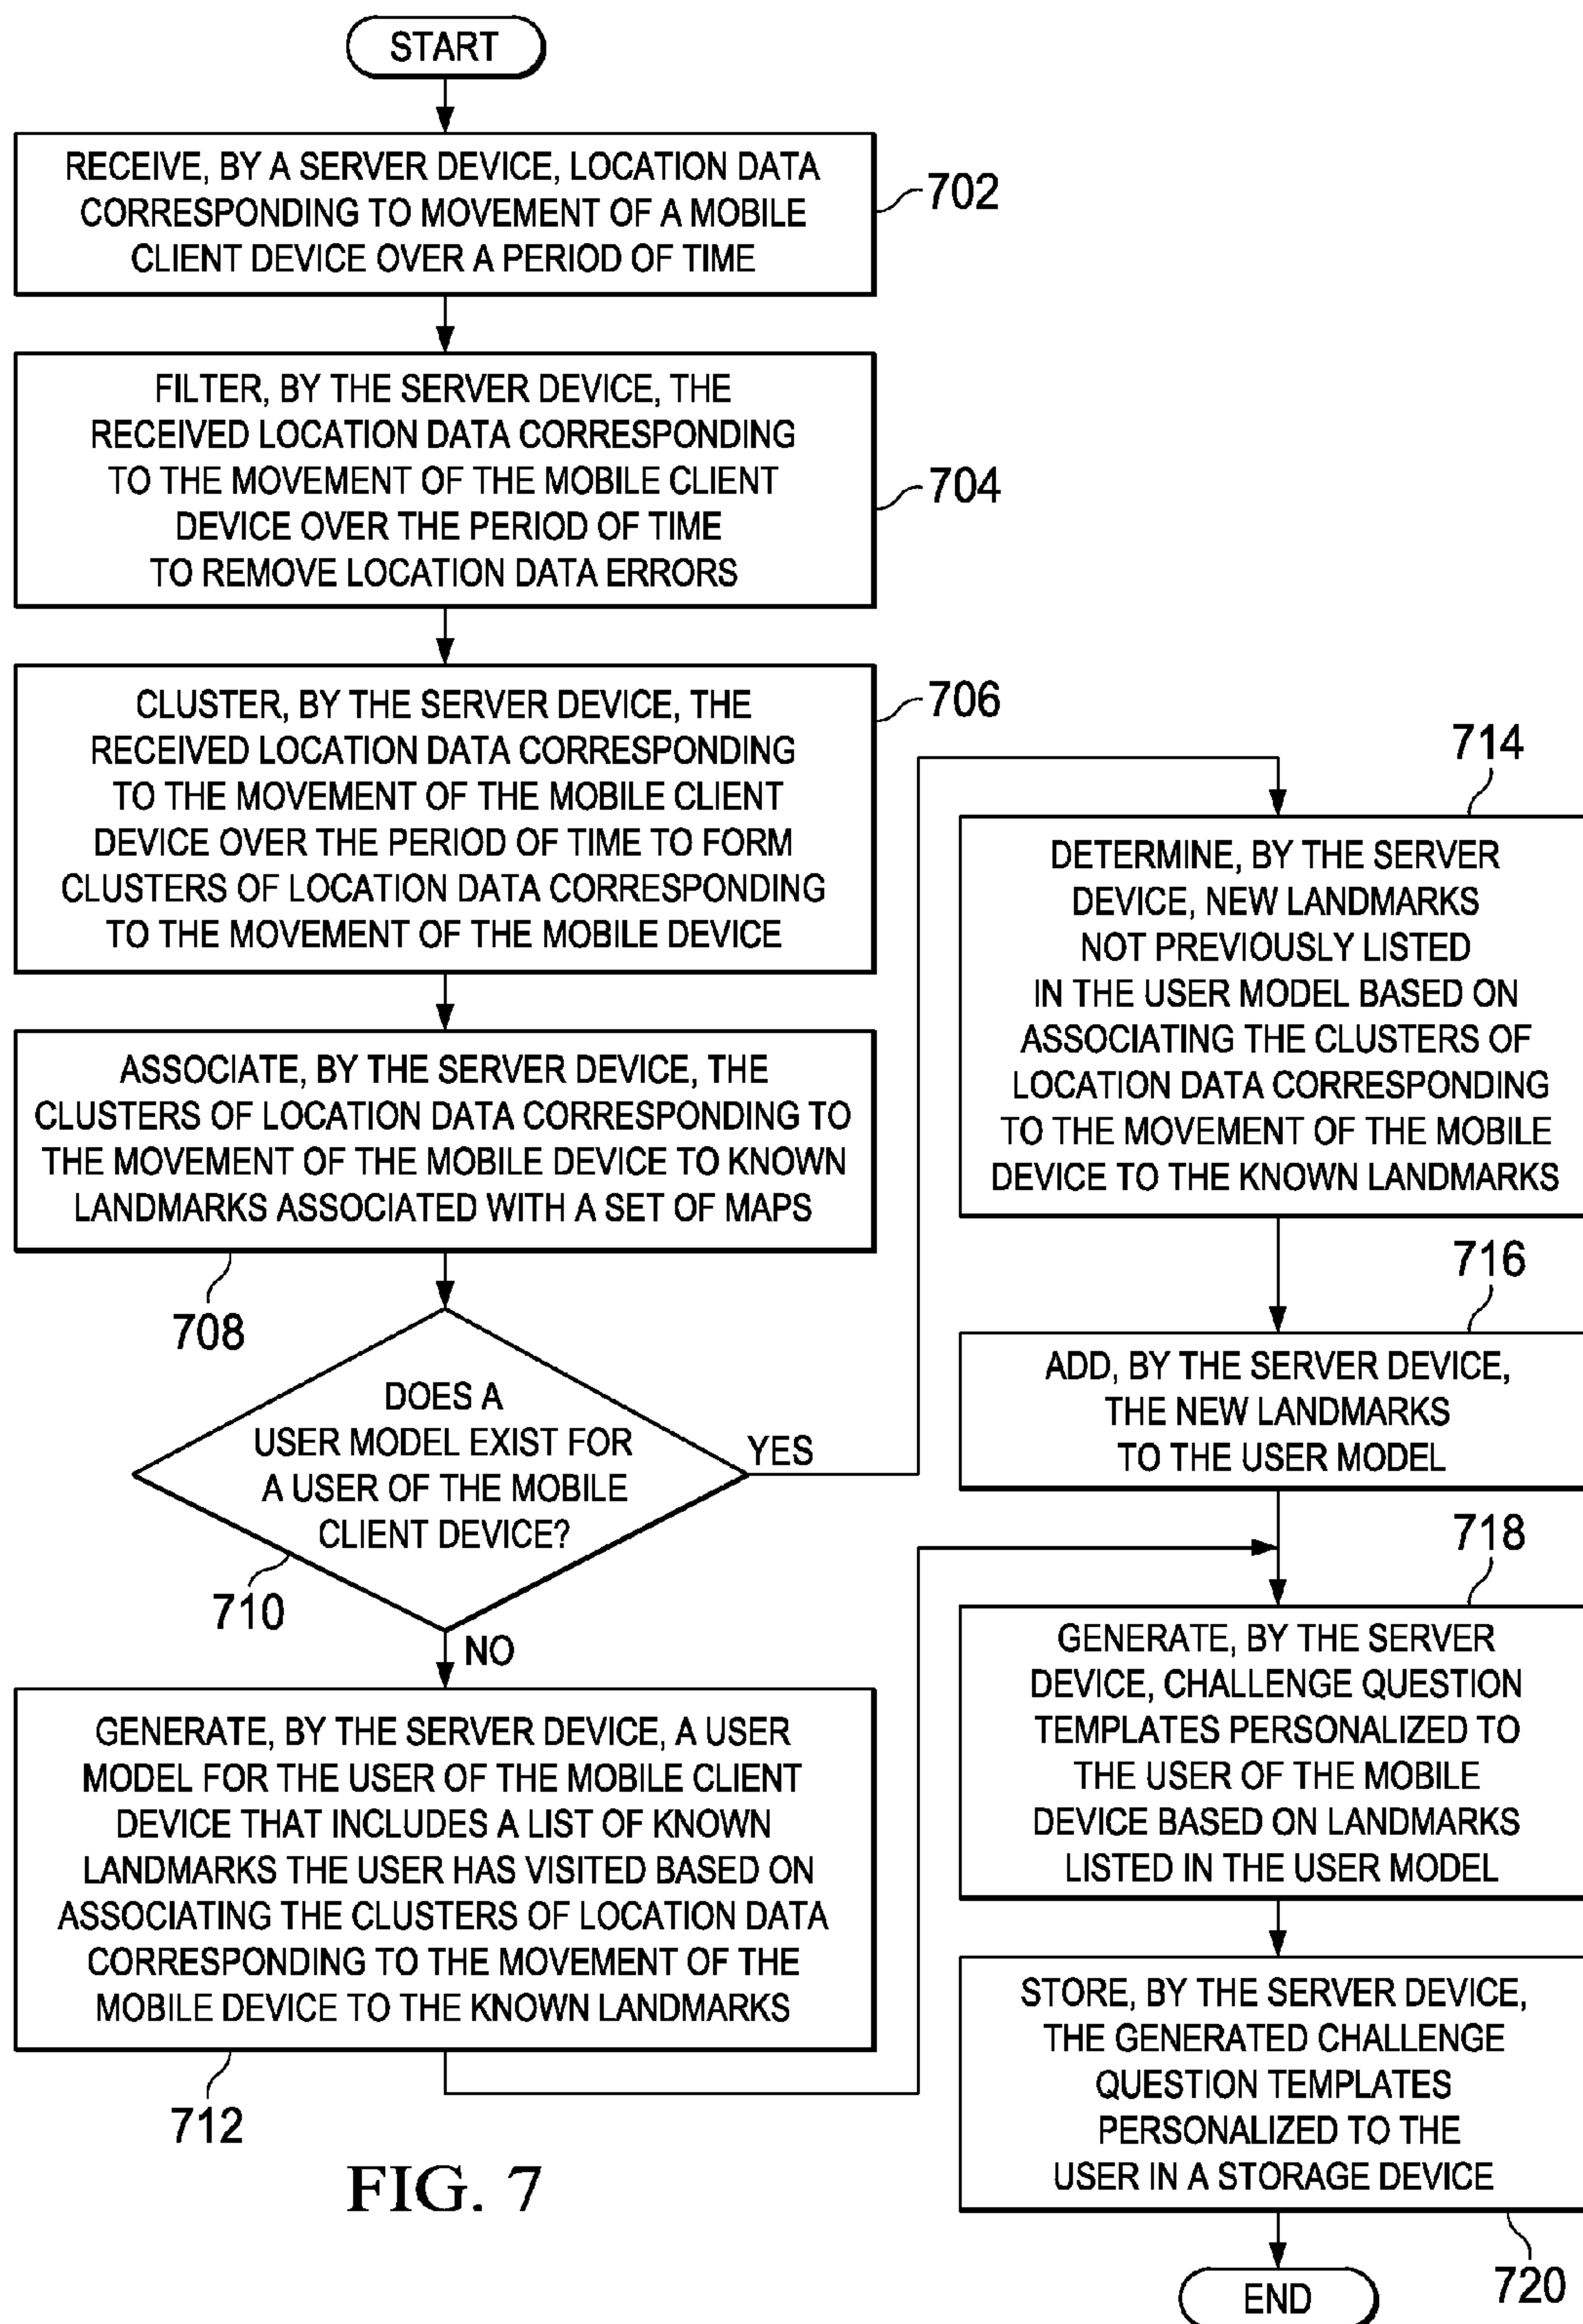 START
RECEIVE, BY A SERVER DEVICE, LOCATION DATA
CORRESPONDING TO MOVEMENT OF A MOBILE
CLIENT DEVICE OVER A PERIOD OF TIME
702
FILTER, BY THE SERVER DEVICE, THE
RECEIVED LOCATION DATA CORRESPONDING
TO THE MOVEMENT OF THE MOBILE CLIENT
DEVICE OVER THE PERIOD OF TIME
TO REMOVE LOCATION DATA ERRORS
704
CLUSTER, BY THE SERVER DEVICE, THE
RECEIVED LOCATION DATA CORRESPONDING
TO THE MOVEMENT OF THE MOBILE CLIENT
DEVICE OVER THE PERIOD OF TIME TO FORM
CLUSTERS OF LOCATION DATA CORRESPONDING
TO THE MOVEMENT OF THE MOBILE DEVICE
706
ASSOCIATE, BY THE SERVER DEVICE, THE
CLUSTERS OF LOCATION DATA CORRESPONDING TO
THE MOVEMENT OF THE MOBILE DEVICE TO KNOWN
LANDMARKS ASSOCIATED WITH A SET OF MAPS
708
DOES A
USER MODEL EXIST FOR
A USER OF THE MOBILE
CLIENT DEVICE?
710
YES
NO
GENERATE, BY THE SERVER DEVICE, A USER
MODEL FOR THE USER OF THE MOBILE CLIENT
DEVICE THAT INCLUDES A LIST OF KNOWN
LANDMARKS THE USER HAS VISITED BASED ON
ASSOCIATING THE CLUSTERS OF LOCATION DATA
CORRESPONDING TO THE MOVEMENT OF THE
MOBILE DEVICE TO THE KNOWN LANDMARKS
712
714
DETERMINE, BY THE SERVER
DEVICE, NEW LANDMARKS
NOT PREVIOUSLY LISTED
IN THE USER MODEL BASED ON
ASSOCIATING THE CLUSTERS OF
LOCATION DATA CORRESPONDING
TO THE MOVEMENT OF THE MOBILE
DEVICE TO THE KNOWN LANDMARKS
716
ADD, BY THE SERVER DEVICE,
THE NEW LANDMARKS
TO THE USER MODEL
718
GENERATE, BY THE SERVER
DEVICE, CHALLENGE QUESTION
TEMPLATES PERSONALIZED TO
THE USER OF THE MOBILE
DEVICE BASED ON LANDMARKS
LISTED IN THE USER MODEL
STORE, BY THE SERVER DEVICE,
THE GENERATED CHALLENGE
QUESTION TEMPLATES
PERSONALIZED TO THE
USER IN A STORAGE DEVICE
720
END
FIG. 7